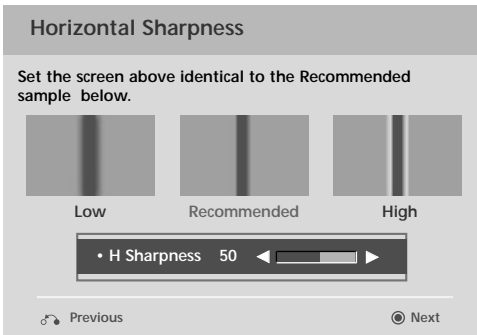 Horizontal Sharpness
Set the screen above identical to the Recommended
sample below.
Low Recommended High
• H Sharpness 50
Previous Next